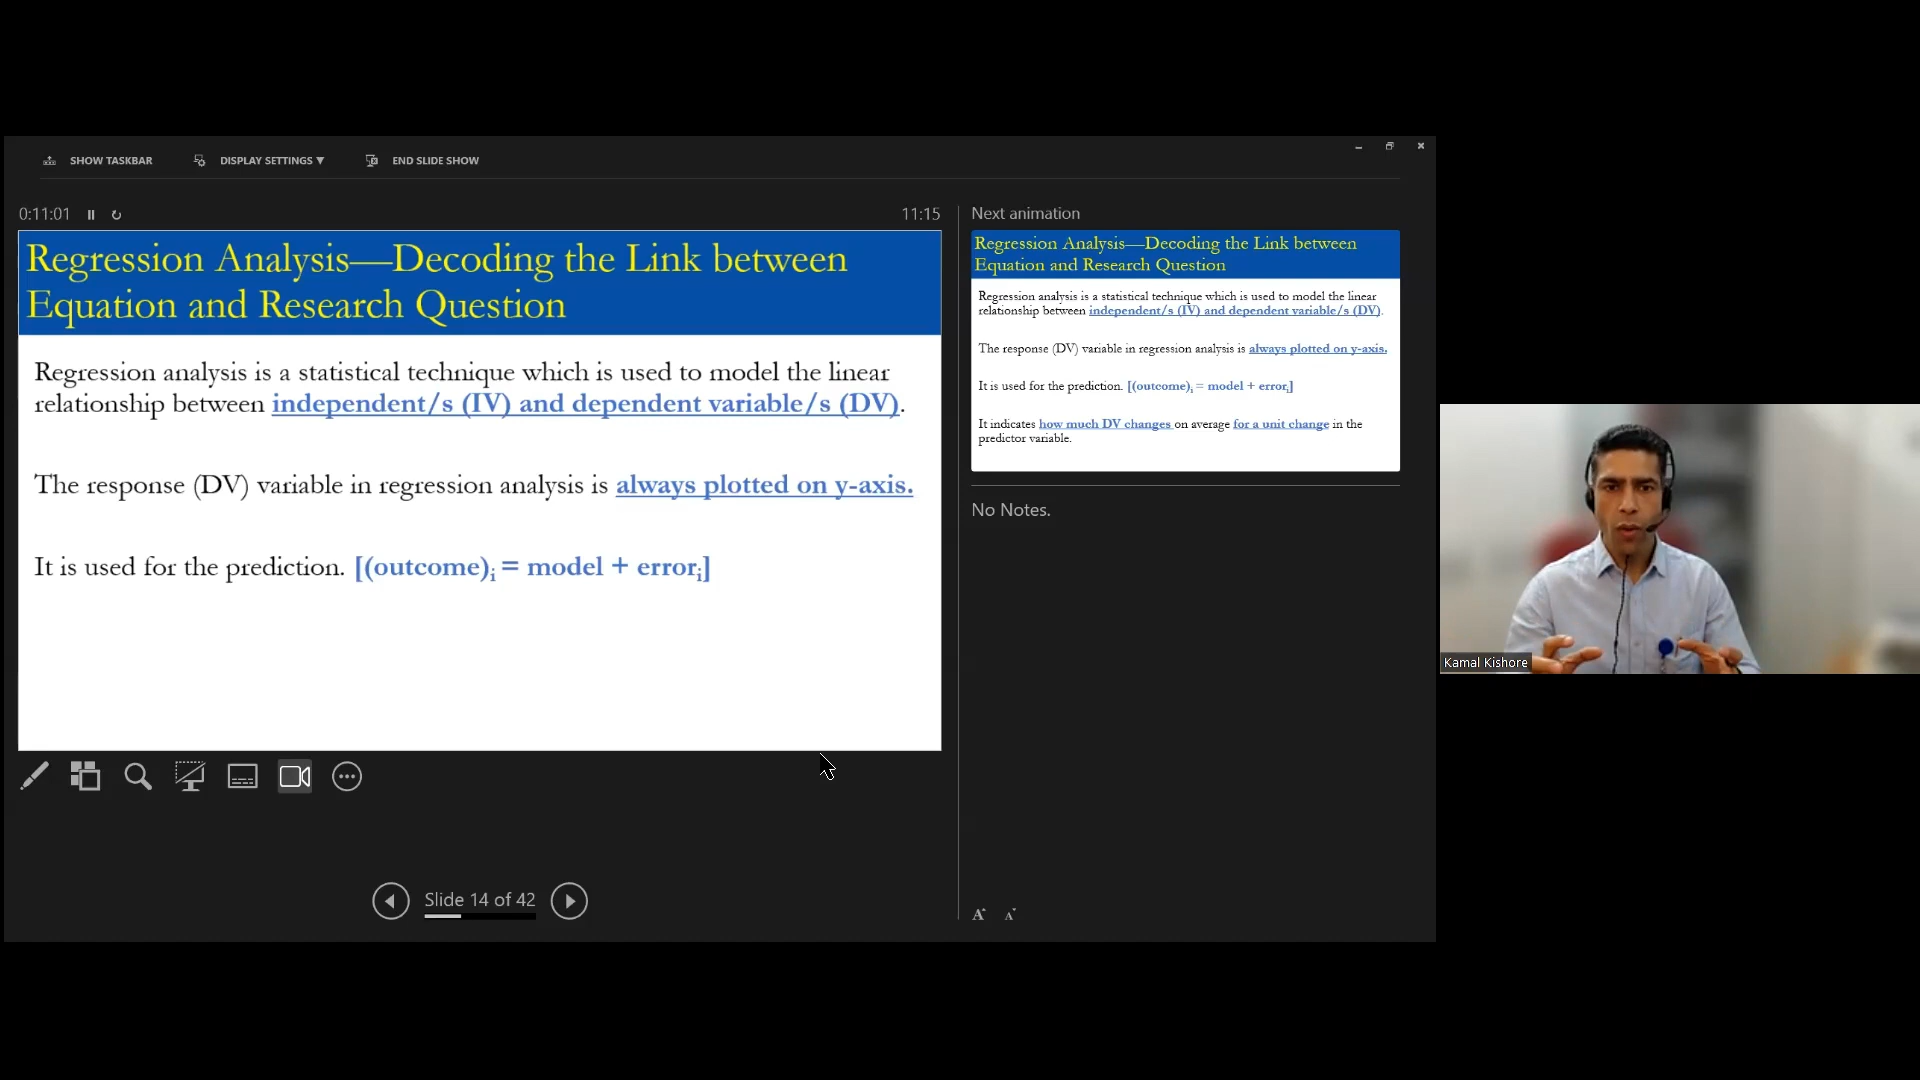 SHOW TASKBAR
DISPLAY SETTINGS ▼
END SLIDE SHOW
0:11:01
11:15
Regression Analysis—Decoding the Link between
Equation and Research Question
Regression analysis is a statistical technique which is used to model the linear
relationship between independent/s (IV) and dependent variable/s (DV).
The response (DV) variable in regression analysis is always plotted on y-axis.
It is used for the prediction. [(outcome)i = model + errori]
Slide 14 of 42
Next animation
Regression Analysis—Decoding the Link between
Equation and Research Question
Regression analysis is a statistical technique which is used to model the linear
relationship between independent/s (IV) and dependent variable/s (DV).
The response (DV) variable in regression analysis is always plotted on y-axis.
It is used for the prediction. [(outcome)i = model + errori]
It indicates how much DV changes on average for a unit change in the
predictor variable.
No Notes.
A A
Kamal Kishore